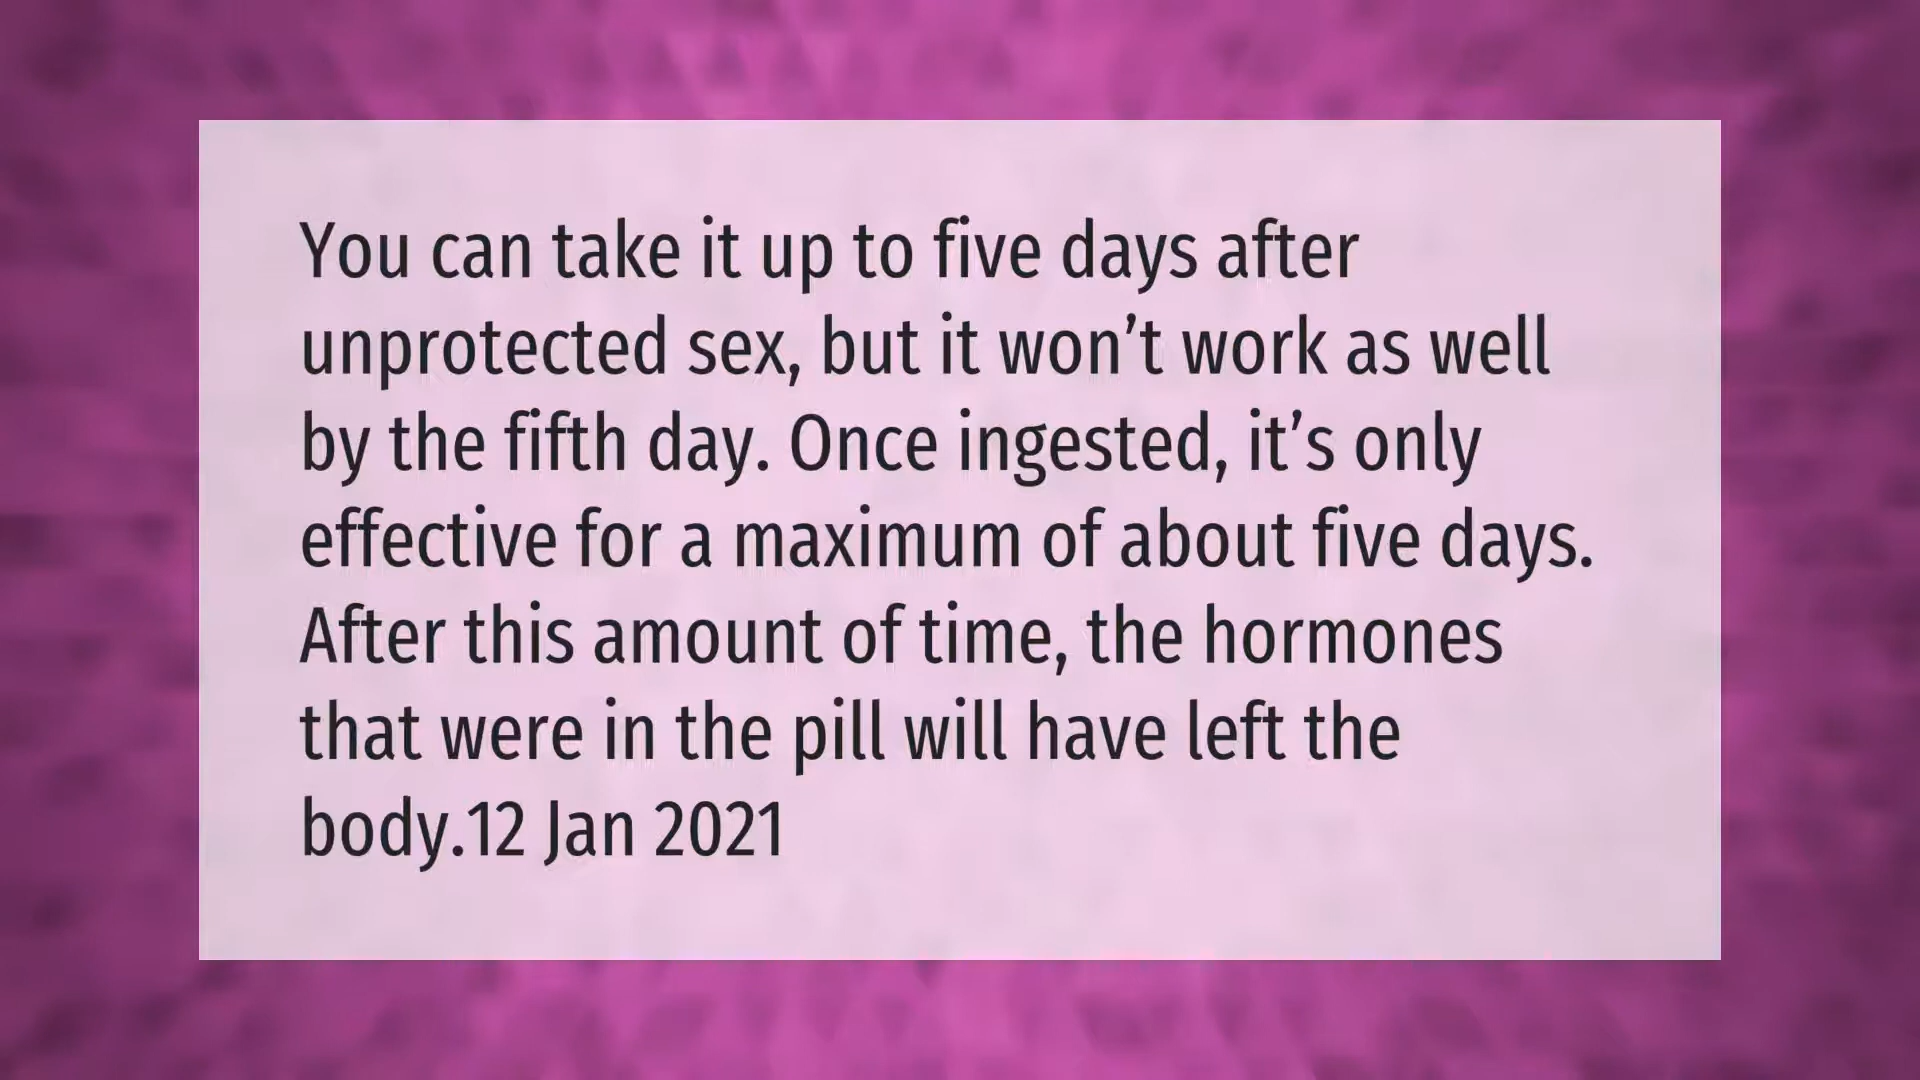 You can take it up to five days after
unprotected sex, but it won’t work as well
by the fifth day. Once ingested, it’s only
effective for a maximum of about five days.
After this amount of time, the hormones
that were in the pill will have left the
body.12 Jan 2021